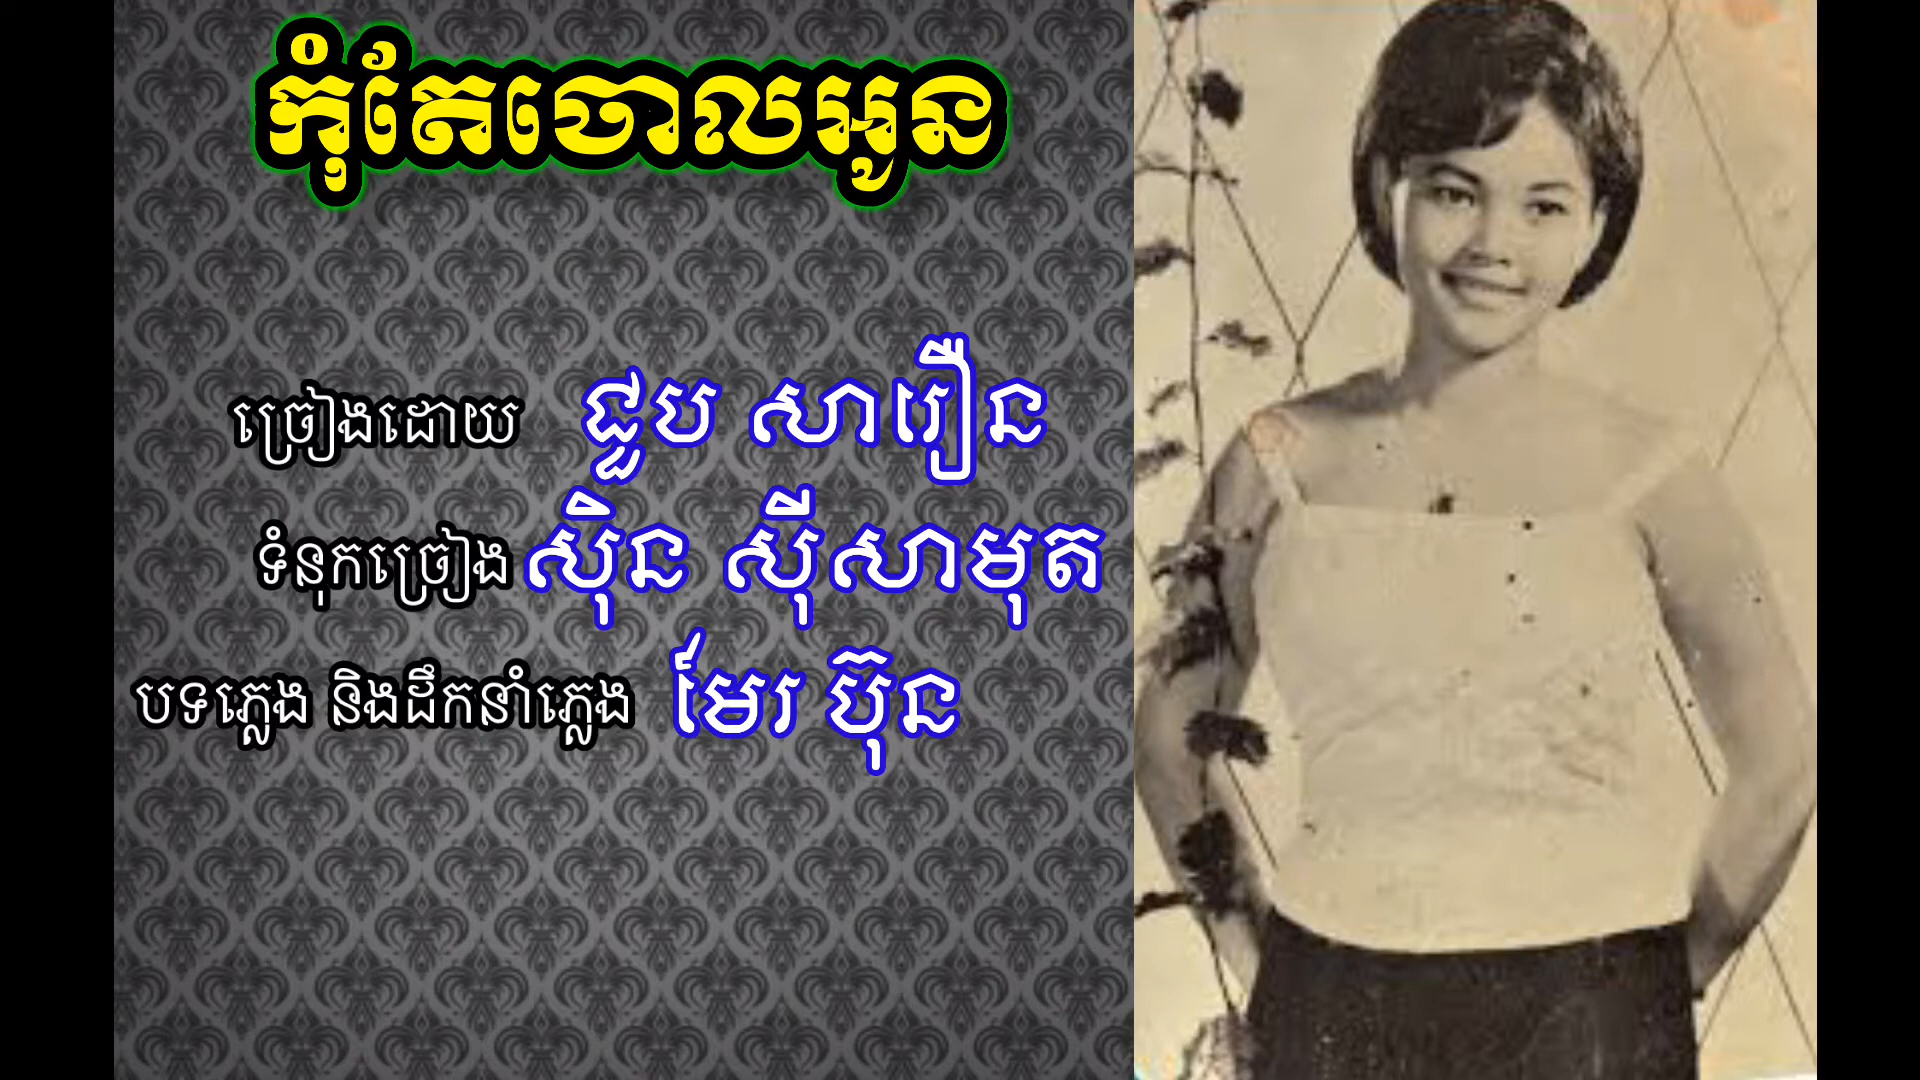 កុំតែចោលអូន
ច្រៀងដោយ ជួប សារឿន
ទំនុកច្រៀង ស៊ិន ស៊ីសាមុត
បទភ្លេង និងដឹកនាំភ្លេង មែរ ប៊ុន